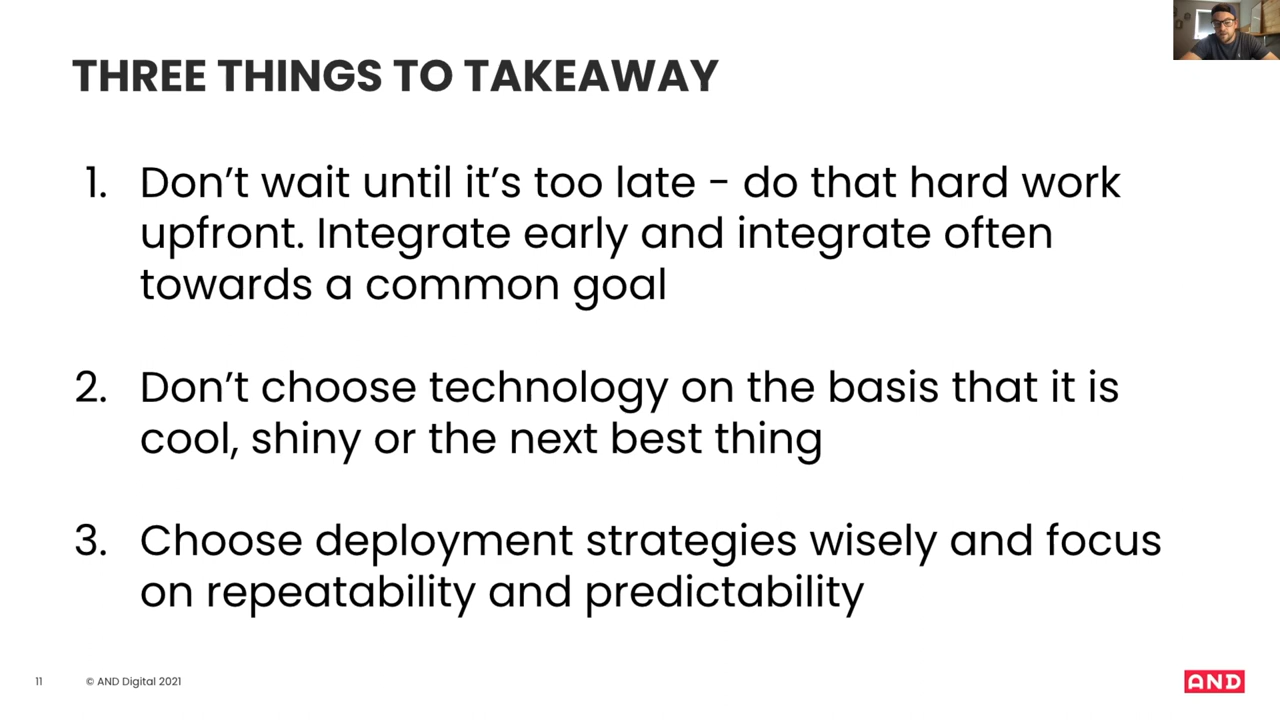 THREE THINGS TO TAKEAWAY
1. Don’t wait until it’s too late - do that hard work
upfront. Integrate early and integrate often
towards a common goal
2. Don’t choose technology on the basis that it is
cool, shiny or the next best thing
3. Choose deployment strategies wisely and focus
on repeatability and predictability
11 © AND Digital 2021
AND